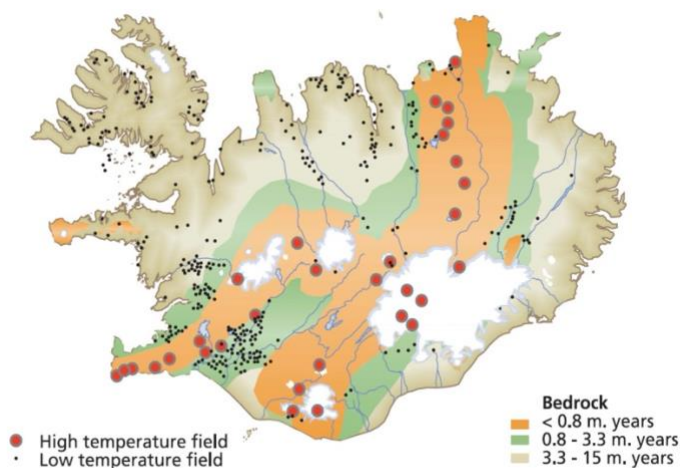 High temperature field
Low temperature field
Bedrock
< 0.8 m. years
0.8 - 3.3 m. years
3.3 - 15 m. years